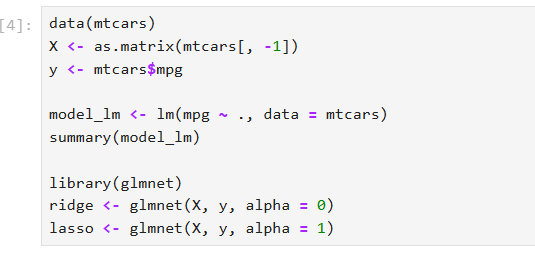 [4]:
data(mtcars)
X <- as.matrix(mtcars[, -1])
y <- mtcars$mpg
model_lm <- lm(mpg ~ ., data = mtcars)
summary(model_lm)
library(glmnet)
ridge <- glmnet(X, y, alpha = 0)
lasso <- glmnet(X, y, alpha = 1)